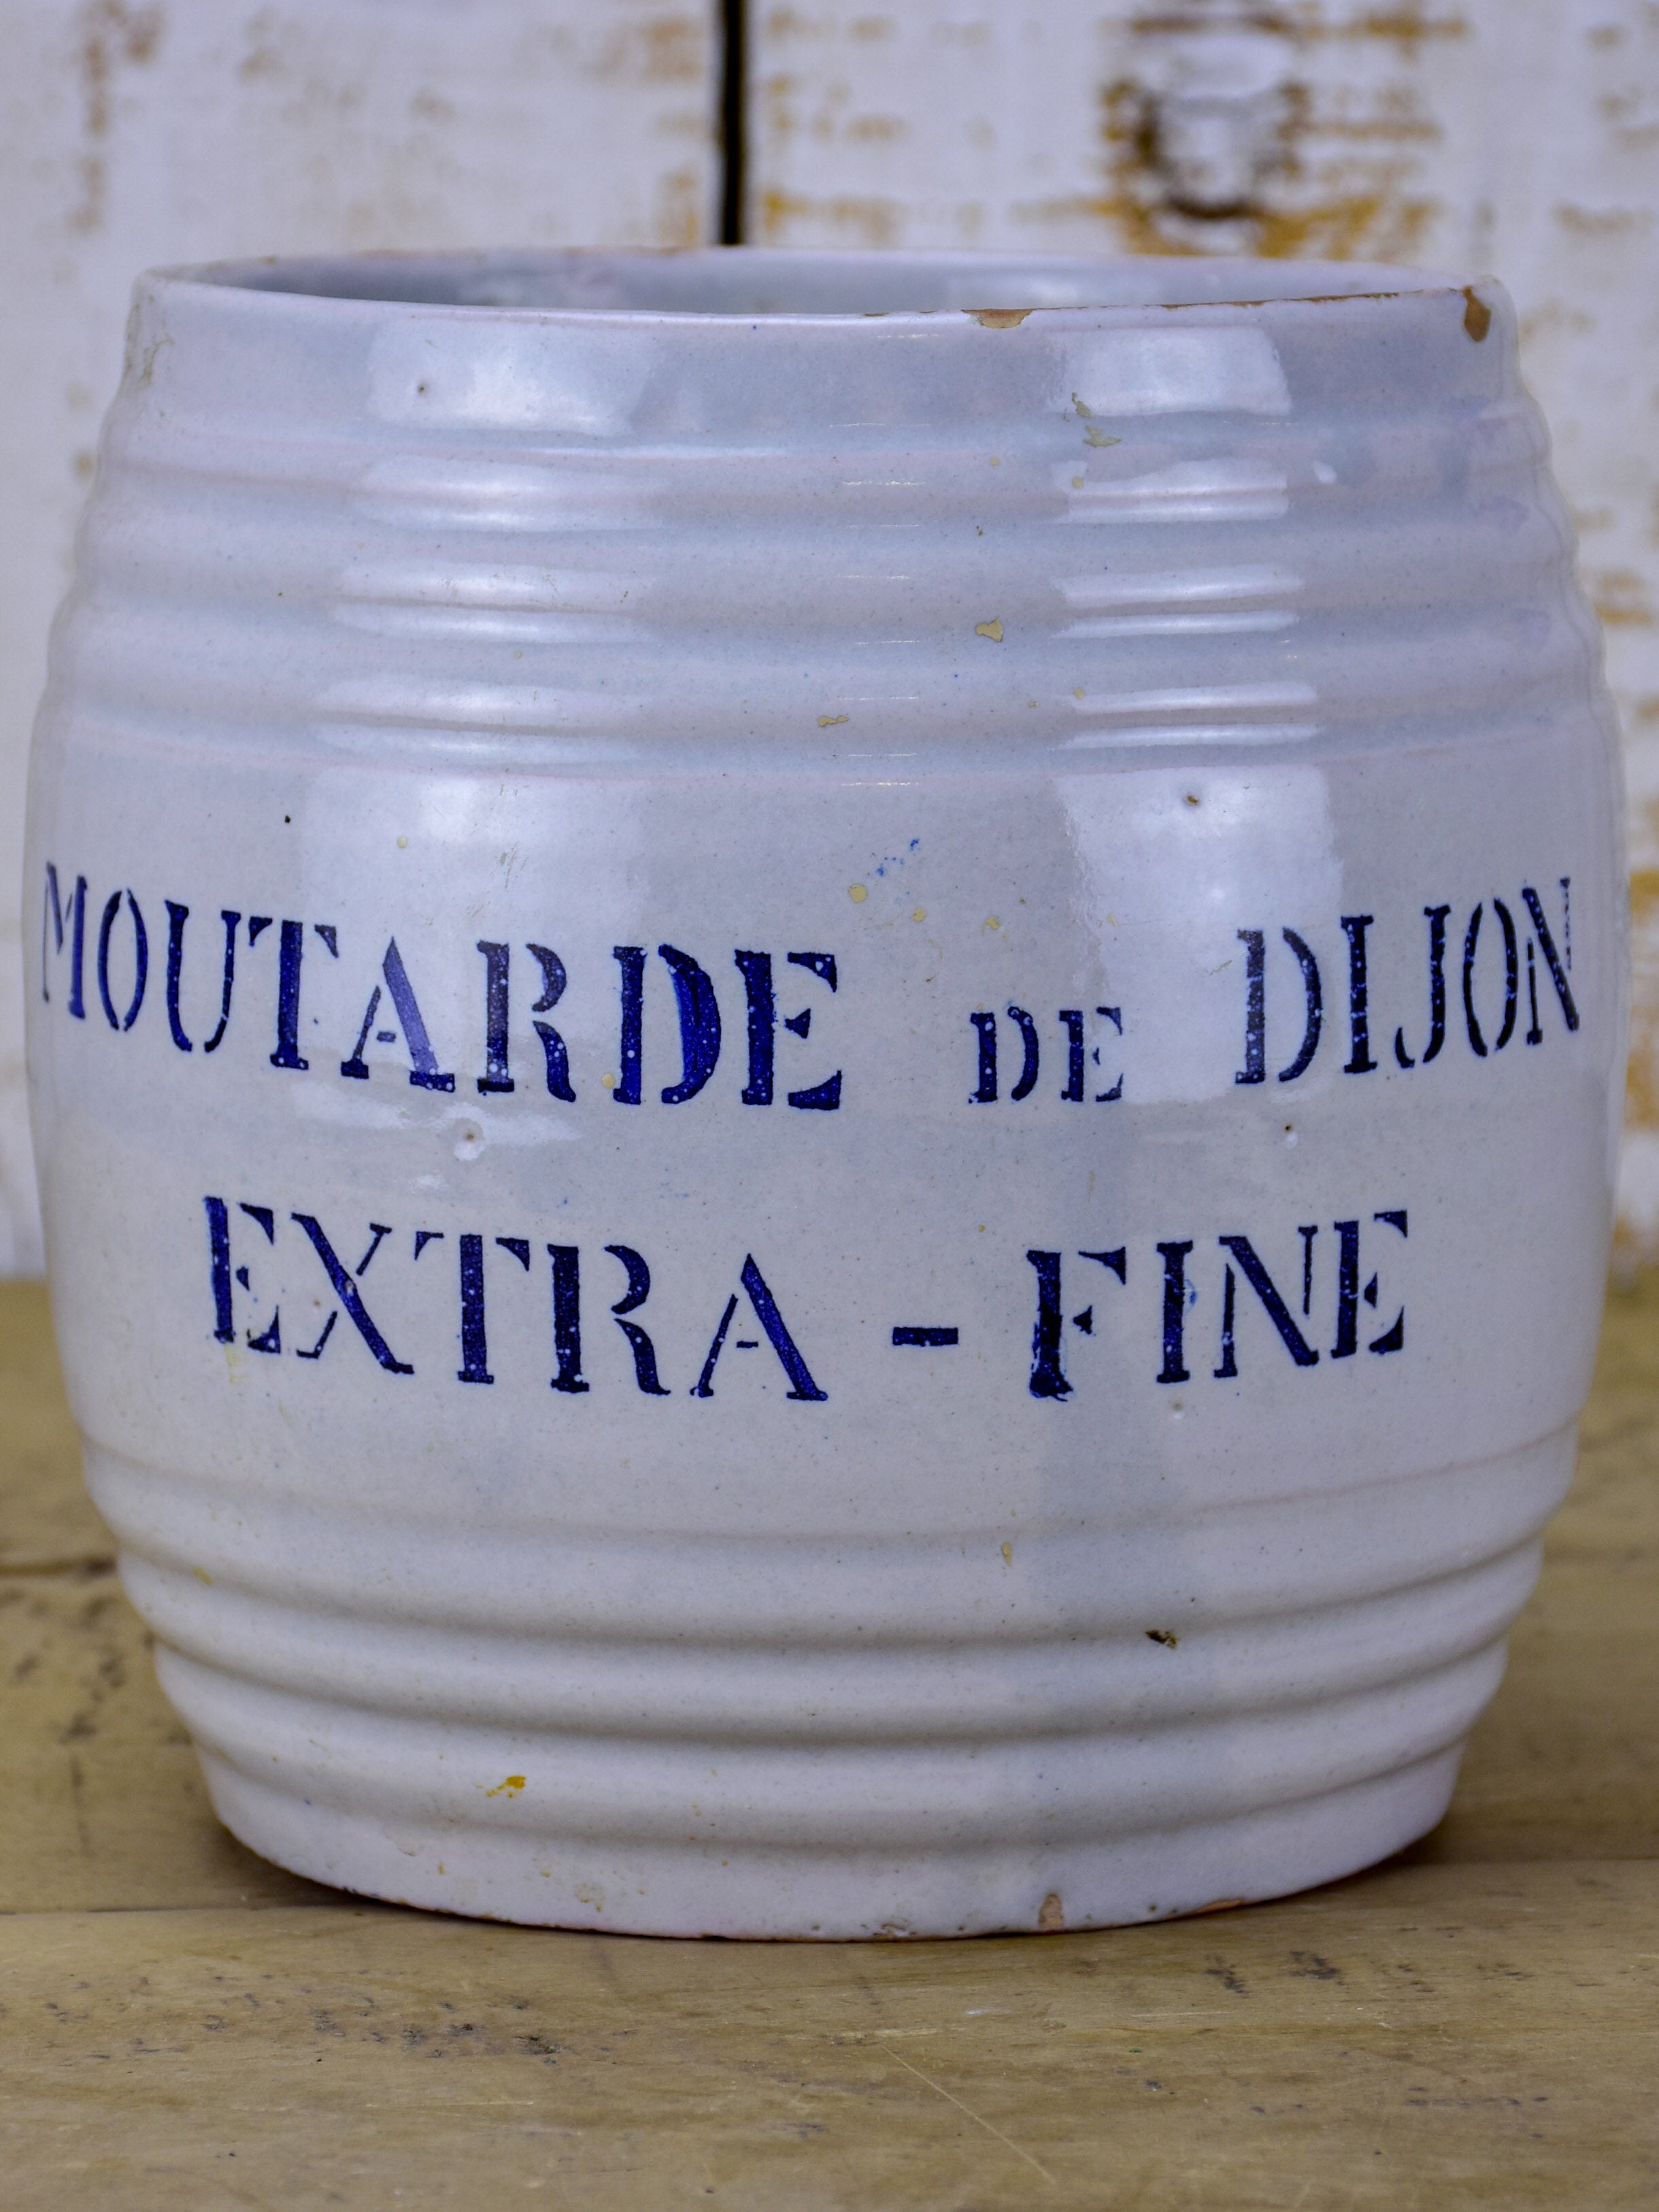 MOUTARDE DE DIJON
EXTRA - FINE